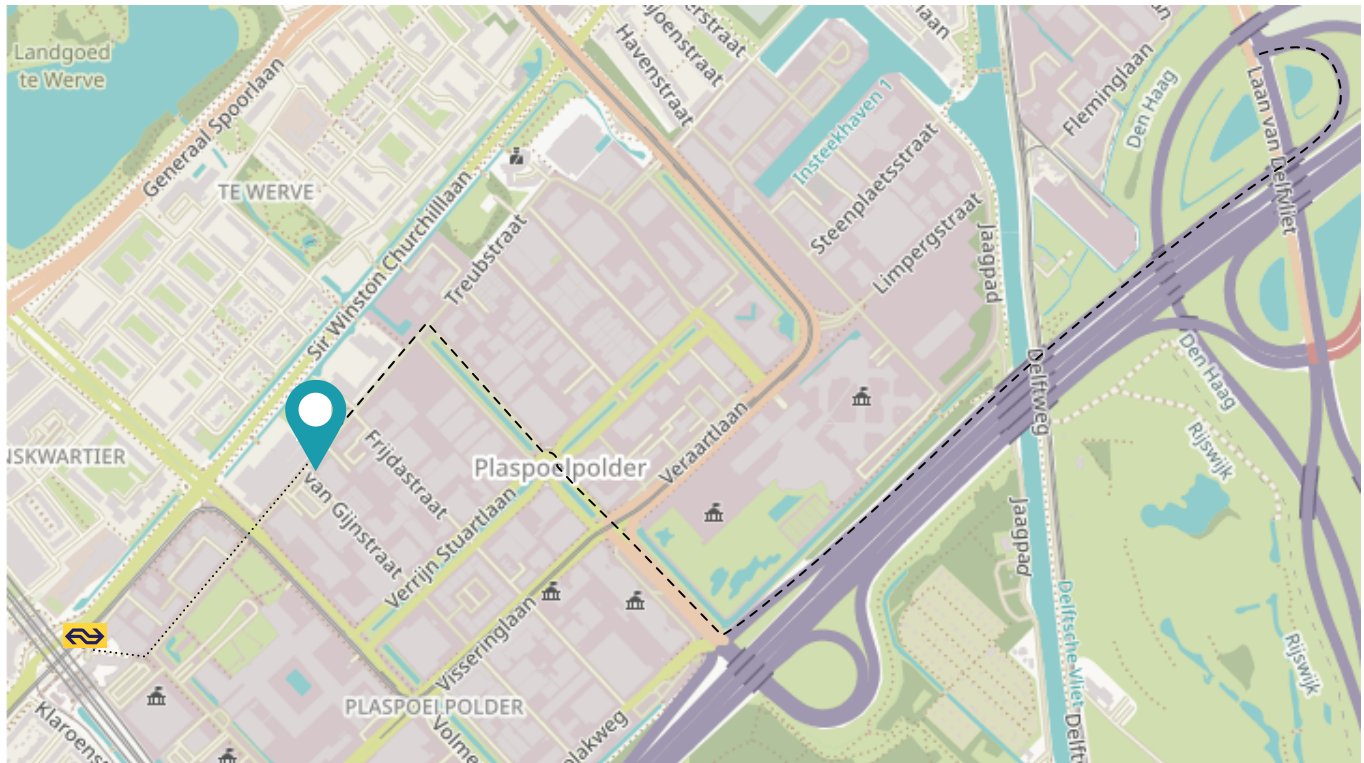 Landgoed
te Werve
Generaal Spoorlaan
TE WERVE
Sir Winston Churchilllaan
Treubstraat
Havenstraat
Insteekhaven 1
Steenplaetsstraat
Limpergstraat
Jaagpad
Fleminglaan
Den Haag
Laan van Delfvliet
NSKWARTIER
Frijdastraat
van Gijnstraat
Plaspoelpolder
Veraartlaan
Verrijn Stuartlaan
Visseringlaan
PLASPOELPOLDER
Delftweg
Den Haag
Rijswijk
Jaagpad
Delftsche Vliet
Rijswijk